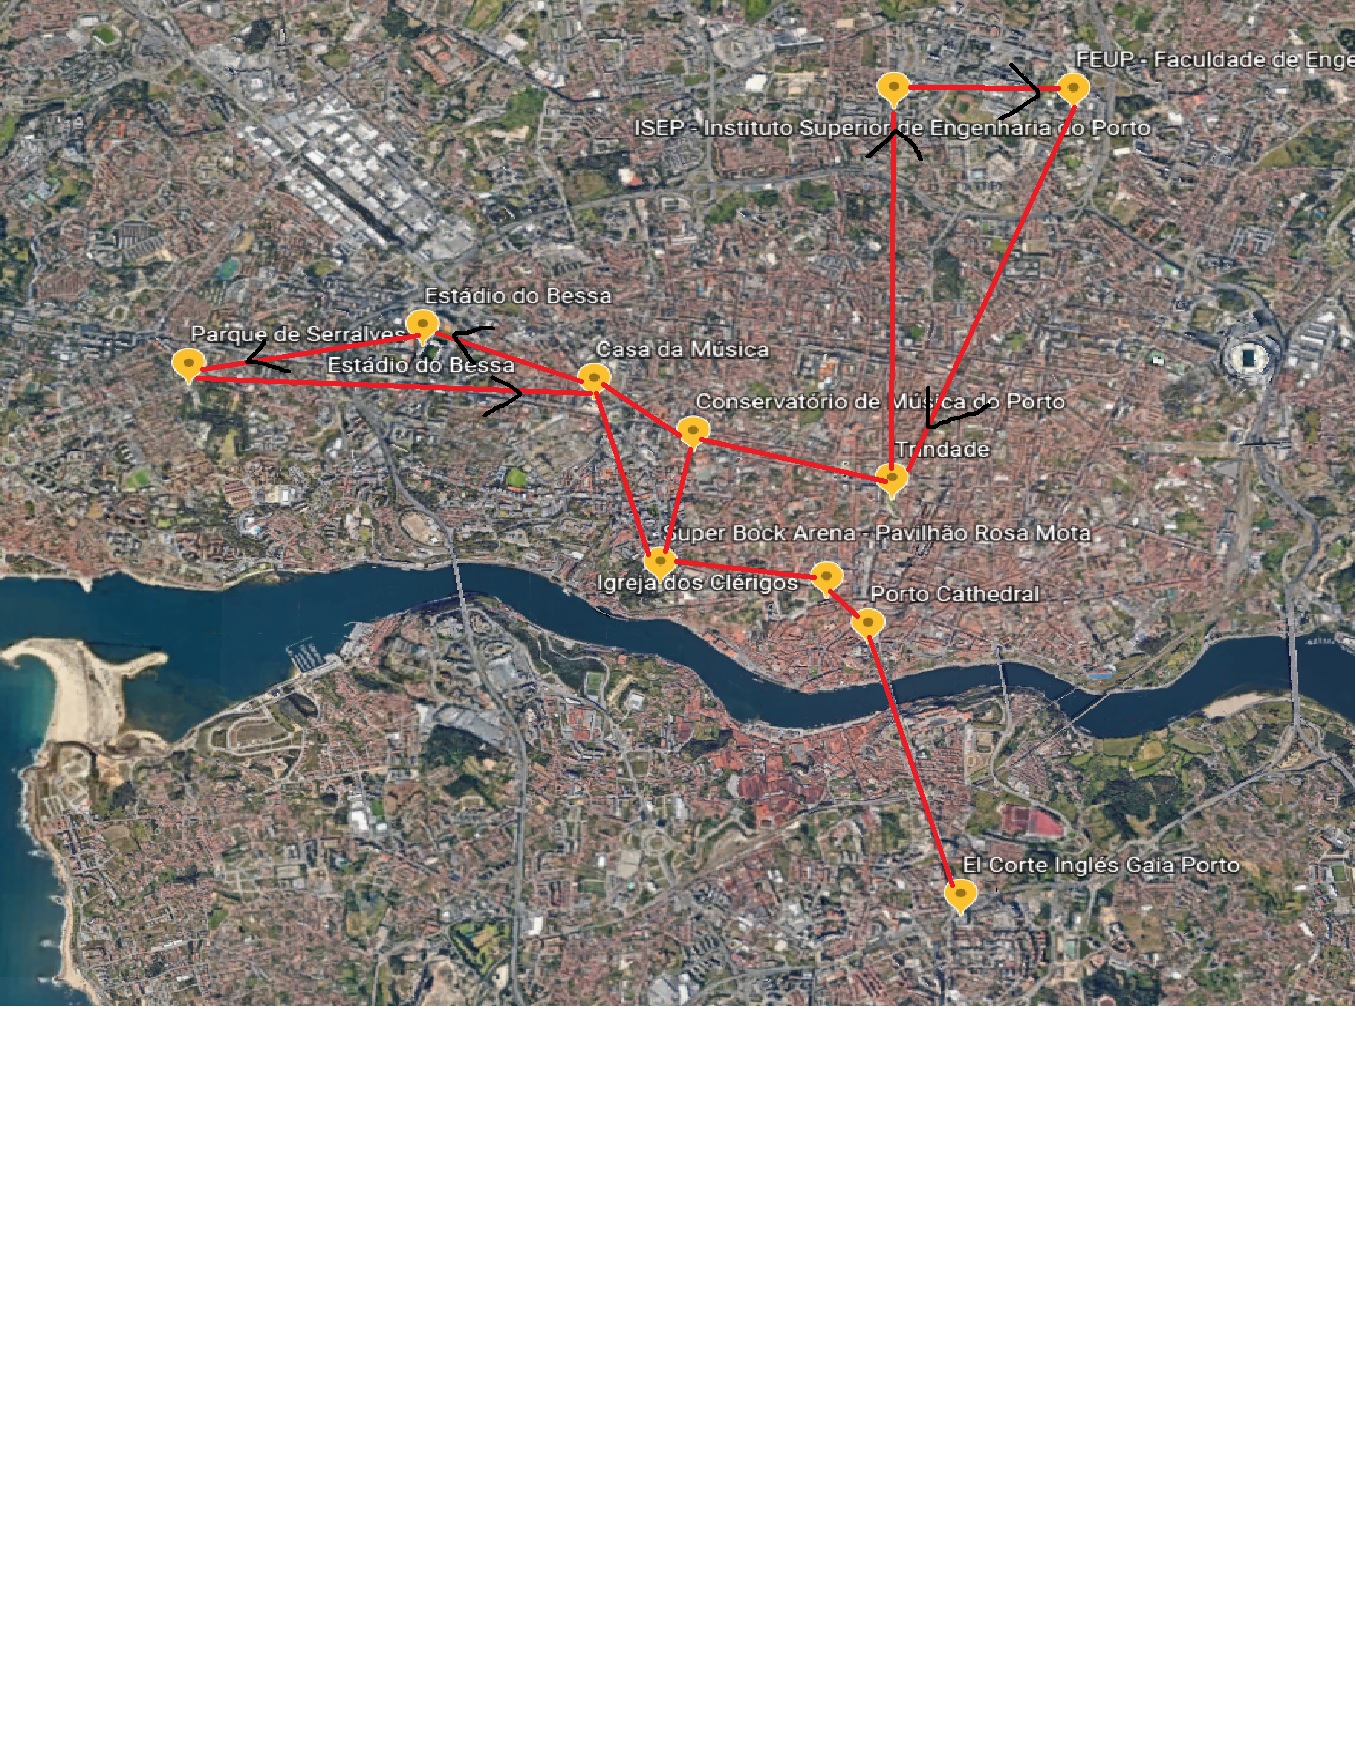 FEUP - Faculdade de Enge
ISEP - Instituto Superior de Engenharia do Porto
Estádio do Bessa
Parque de Serralves
Casa da Música
Estádio do Bessa
Conservatório de Música do Porto
Trindade
Super Bock Arena - Pavilhão Rosa Mota
Igreja dos Clérigos
Porto Cathedral
El Corte Inglés Gaia Porto